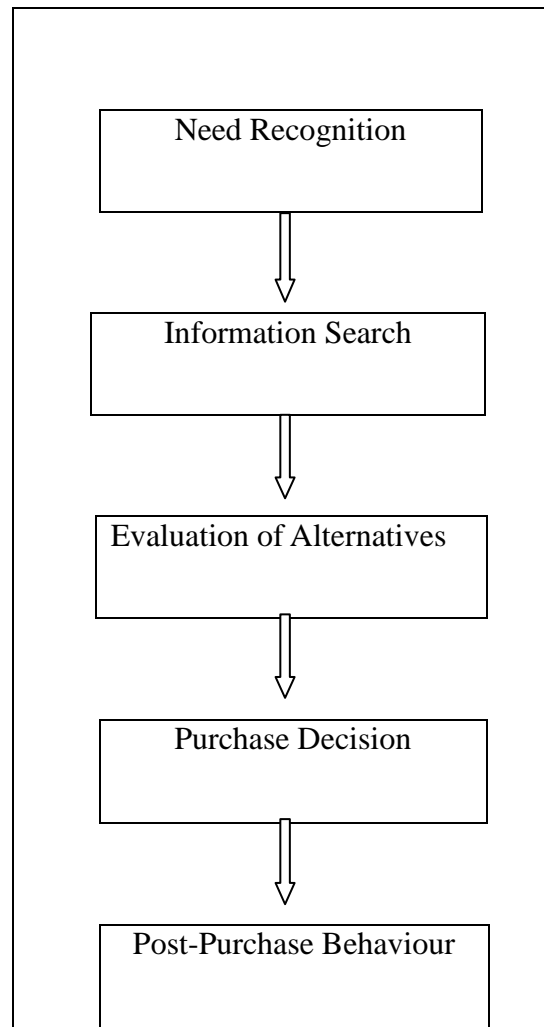 Need Recognition
Information Search
Evaluation of Alternatives
Purchase Decision
Post-Purchase Behaviour